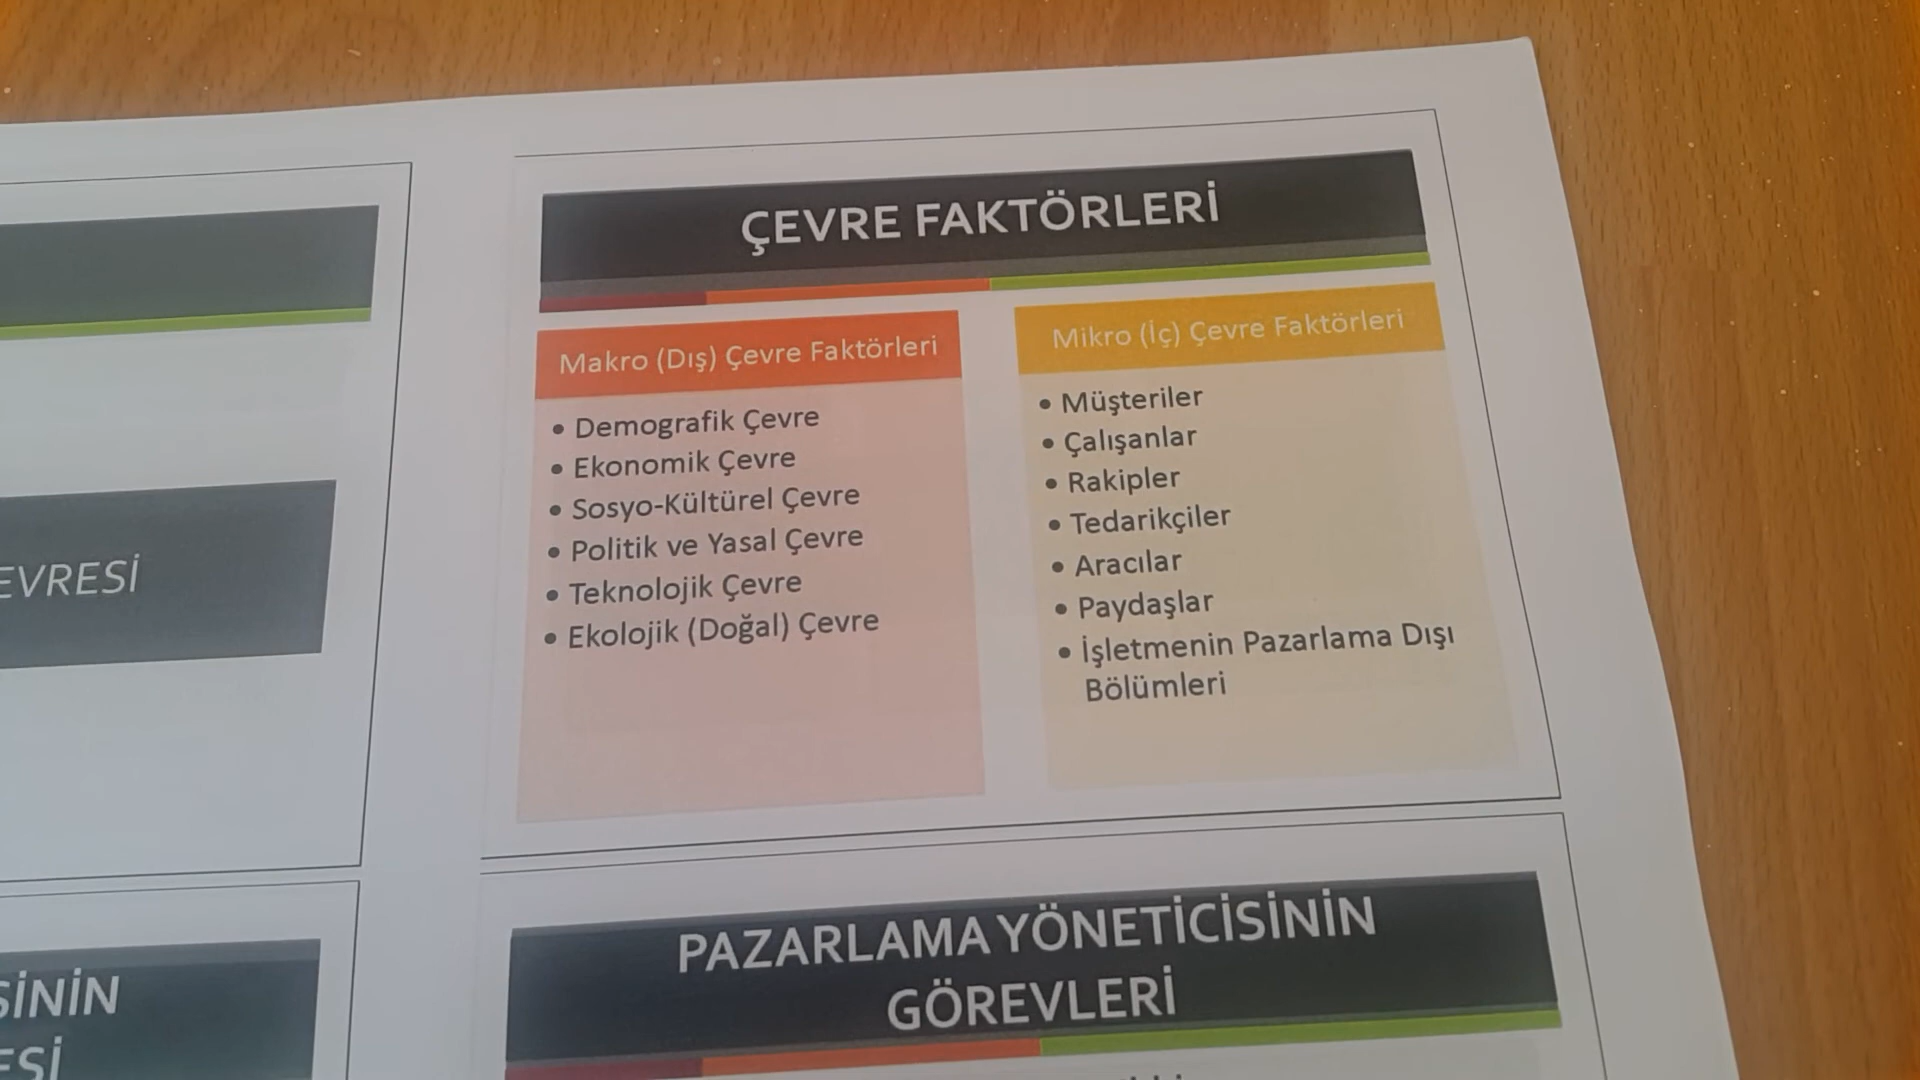 ÇEVRE FAKTÖRLERİ
Makro (Dış) Çevre Faktörleri
• Demografik Çevre
• Ekonomik Çevre
• Sosyo-Kültürel Çevre
• Politik ve Yasal Çevre
• Teknolojik Çevre
• Ekolojik (Doğal) Çevre
Mikro (İç) Çevre Faktörleri
• Müşteriler
• Çalışanlar
• Rakipler
• Tedarikçiler
• Aracılar
• Paydaşlar
• İşletmenin Pazarlama Dışı
Bölümleri
EVRESİ
SİNİN
ESİ
PAZARLAMA YÖNETİCİSİNİN
GÖREVLERİ